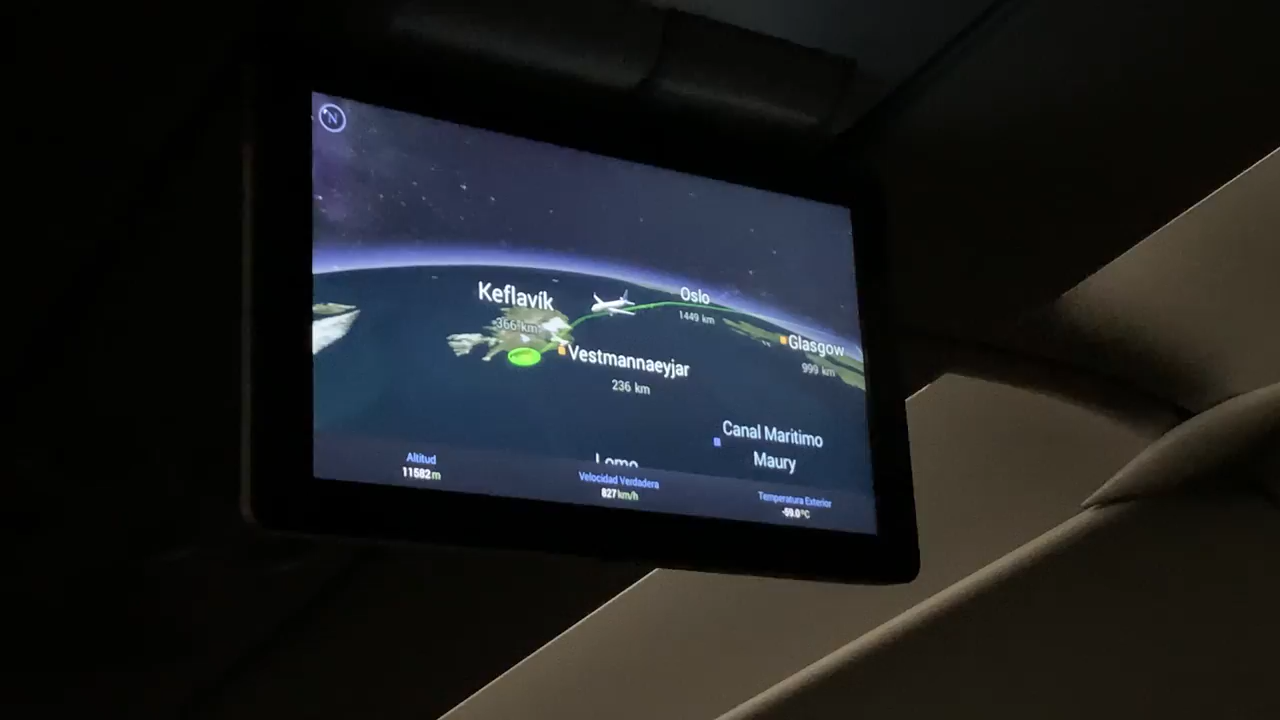 N
Keflavík
366 km
Oslo
1449 km
Glasgow
999 km
Vestmannaeyjar
236 km
Canal Maritimo
Maury
Altitud
11582 m
Velocidad Verdadera
827 km/h
Temperatura Exterior
-59.0 °C